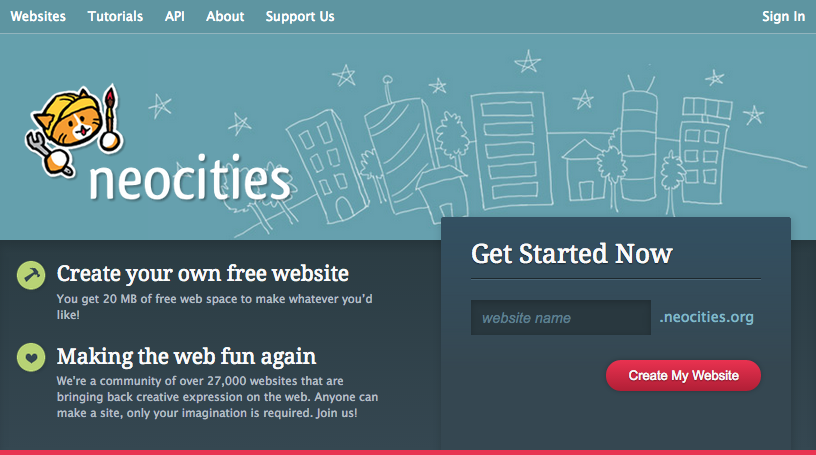 Websites Tutorials API About Support Us Sign In
neocities
Create your own free website
You get 20 MB of free web space to make whatever you’d
like!
Making the web fun again
We're a community of over 27,000 websites that are
bringing back creative expression on the web. Anyone can
make a site, only your imagination is required. Join us!
Get Started Now
website name .neocities.org
Create My Website